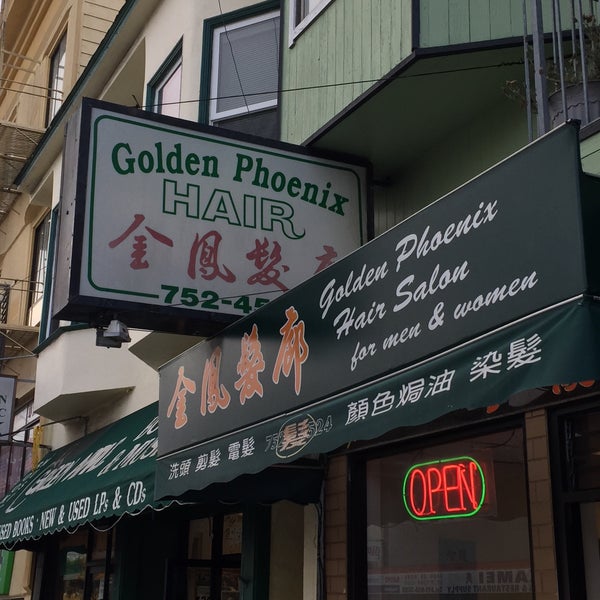 Golden Phoenix
HAIR
金鳳髮
752-45
Golden Phoenix
Hair Salon
for men & women
金鳳髮廊
洗頭 剪髮 電髮
524
顏色焗油 染髮
OPEN
USED BOOKS · NEW & USED LPs & CDs